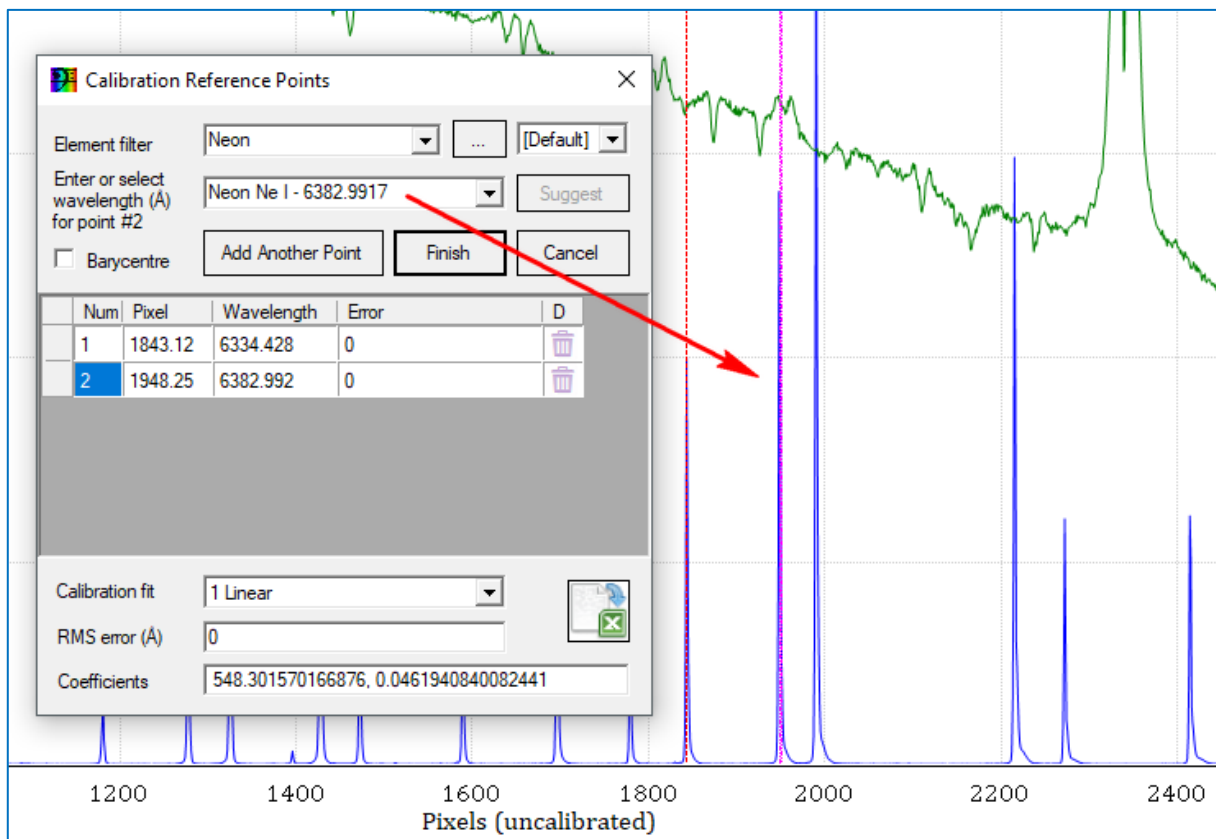 Calibration Reference Points
Element filter
Neon
...
[Default]
Enter or select
wavelength (Å)
for point #2
Neon Ne I - 6382.9917
Suggest
Barycentre
Add Another Point
Finish
Cancel
Num Pixel Wavelength Error D
1 1843.12 6334.428 0
2 1948.25 6382.992 0
Calibration fit
1 Linear
RMS error (Å)
0
Coefficients
548.301570166876, 0.0461940840082441
1200 1400 1600 1800 2000 2200 2400
Pixels (uncalibrated)